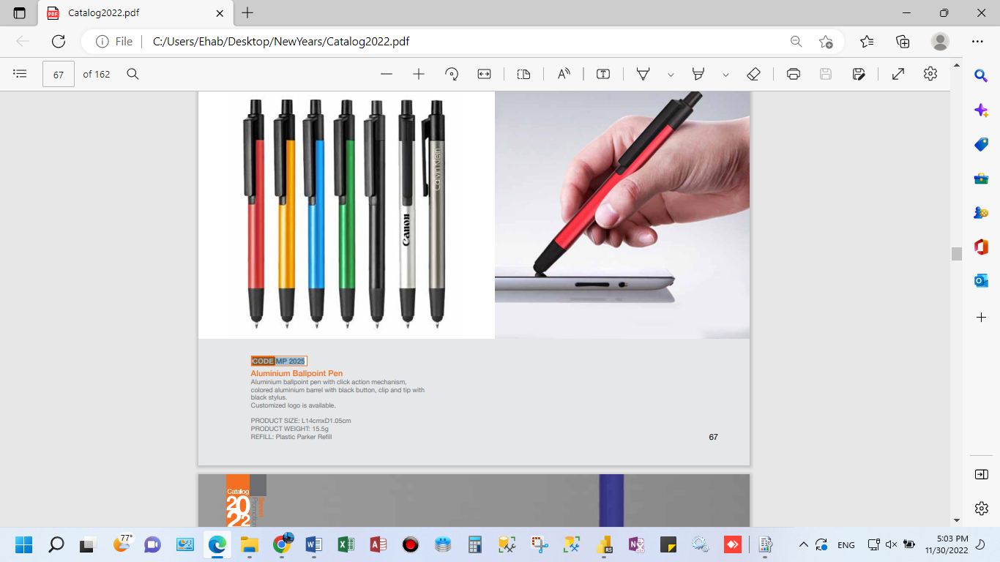 Catalog2022.pdf
File
C:/Users/Ehab/Desktop/NewYears/Catalog2022.pdf
67 of 162
Canon
Calvin Klein
CODE MP 2025
Aluminium Ballpoint Pen
Aluminium ballpoint pen with click action mechanism,
colored aluminium barrel with black button, clip and tip with
black stylus.
Customized logo is available.
PRODUCT SIZE: L14cmxD1.05cm
PRODUCT WEIGHT: 15.5g
REFILL: Plastic Parker Refill
67
Catalog
2022
77°
ENG
5:03 PM
11/30/2022